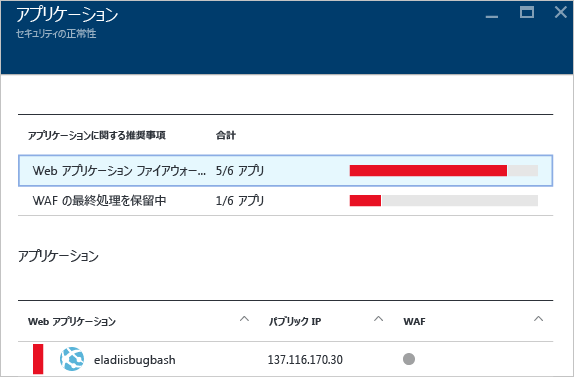 アプリケーション
セキュリティの正常性
アプリケーションに関する推奨事項 合計
Web アプリケーション ファイアウォー... 5/6 アプリ
WAF の最終処理を保留中 1/6 アプリ
アプリケーション
Web アプリケーション パブリック IP WAF
eladiisbugbash 137.116.170.30